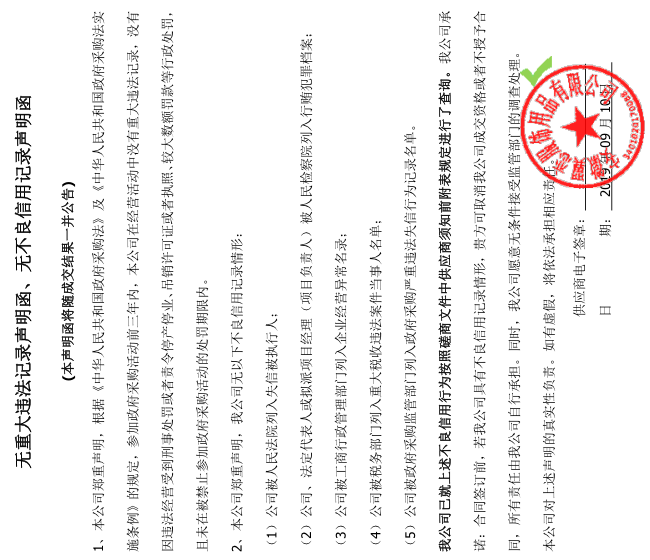 无重大违法记录声明函、无不良信用记录声明函
(本声明函将随成交结果一并公告)
1、本公司郑重声明，根据《中华人民共和国政府采购法》及《中华人民共和国政府采购法实
施条例》的规定，参加政府采购活动前三年内，本公司在经营活动中没有重大违法记录，没有
因违法经营受到刑事处罚或者责令停产停业、吊销许可证或者执照、较大数额罚款等行政处罚，
且未在被禁止参加政府采购活动的处罚期限内。
2、本公司郑重声明，我公司无以下不良信用记录情形：
（1）公司被人民法院列入失信被执行人；
（2）公司、法定代表人或拟派项目经理（项目负责人）被人民检察院列入行贿犯罪档案；
（3）公司被工商行政管理部门列入企业经营异常名录；
（4）公司被税务部门列入重大税收违法案件当事人名单；
（5）公司被政府采购监管部门列入政府采购严重违法失信行为记录名单。
我公司已就上述不良信用行为按照磋商文件中供应商须知前附表规定进行了查询。我公司承
诺：合同签订前，若我公司具有不良信用记录情形，贵方可取消我公司成交资格或者不授予合
同，所有责任由我公司自行承担。同时，我公司愿意无条件接受监管部门的调查处理。
本公司对上述声明的真实性负责。如有虚假，将依法承担相应责任。
供应商电子签章：
日 期： 2019 年 09 月 10 日
服饰用品有限公司
3401020170088